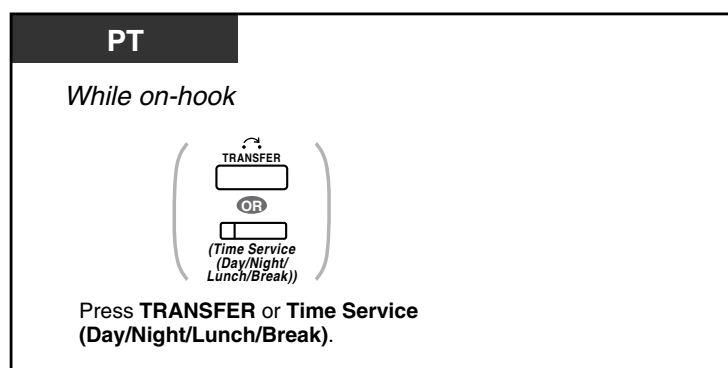 PT
While on-hook
TRANSFER
OR
(Time Service
(Day/Night/
Lunch/Break))
Press TRANSFER or Time Service
(Day/Night/Lunch/Break).